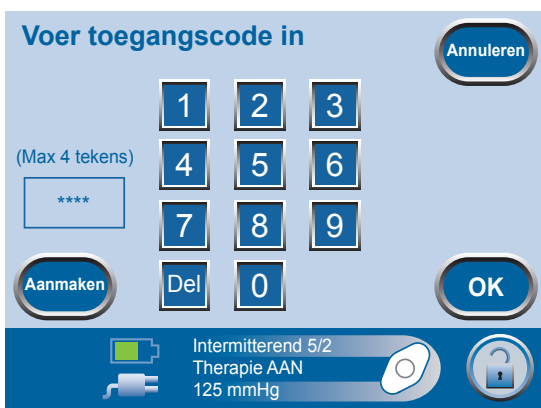 Voer toegangscode in
Annuleren
1 2 3
(Max 4 tekens)
4 5 6
****
7 8 9
Aanmaken
Del 0
OK
Intermitterend 5/2
Therapie AAN
125 mmHg